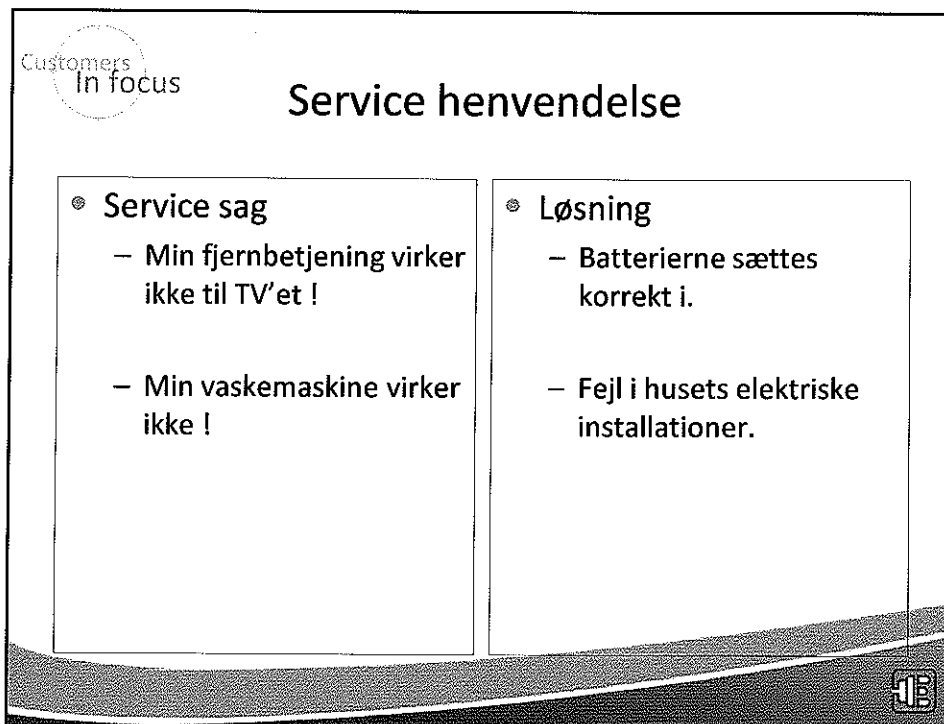 Customers
In focus
Service henvendelse
Service sag
– Min fjernbetjening virker
ikke til TV'et !
– Min vaskemaskine virker
ikke !
Løsning
– Batterierne sættes
korrekt i.
– Fejl i husets elektriske
installationer.